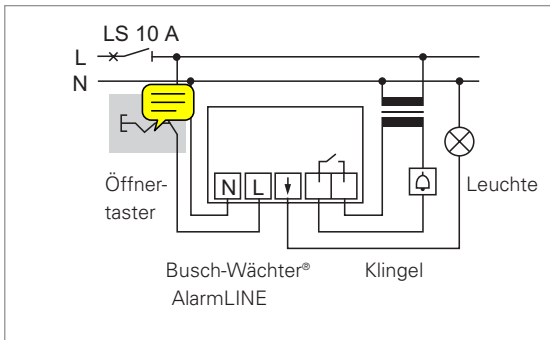 LS 10 A
L
N
Öffner-
taster
N L
Leuchte
Busch-Wächter® Klingel
AlarmLINE